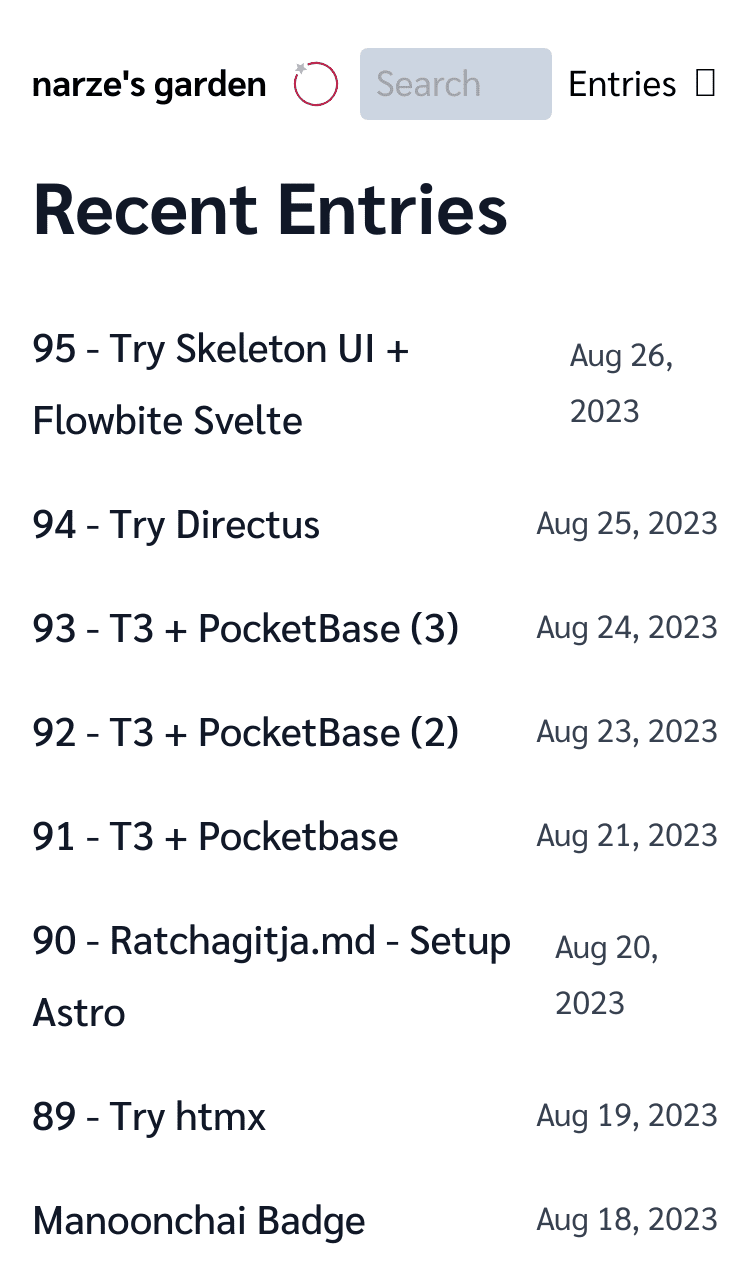 narze's garden Search Entries
Recent Entries
95 - Try Skeleton UI +
Flowbite Svelte
Aug 26,
2023
94 - Try Directus Aug 25, 2023
93 - T3 + PocketBase (3) Aug 24, 2023
92 - T3 + PocketBase (2) Aug 23, 2023
91 - T3 + Pocketbase Aug 21, 2023
90 - Ratchagitja.md - Setup
Astro
Aug 20,
2023
89 - Try htmx Aug 19, 2023
Manoonchai Badge Aug 18, 2023